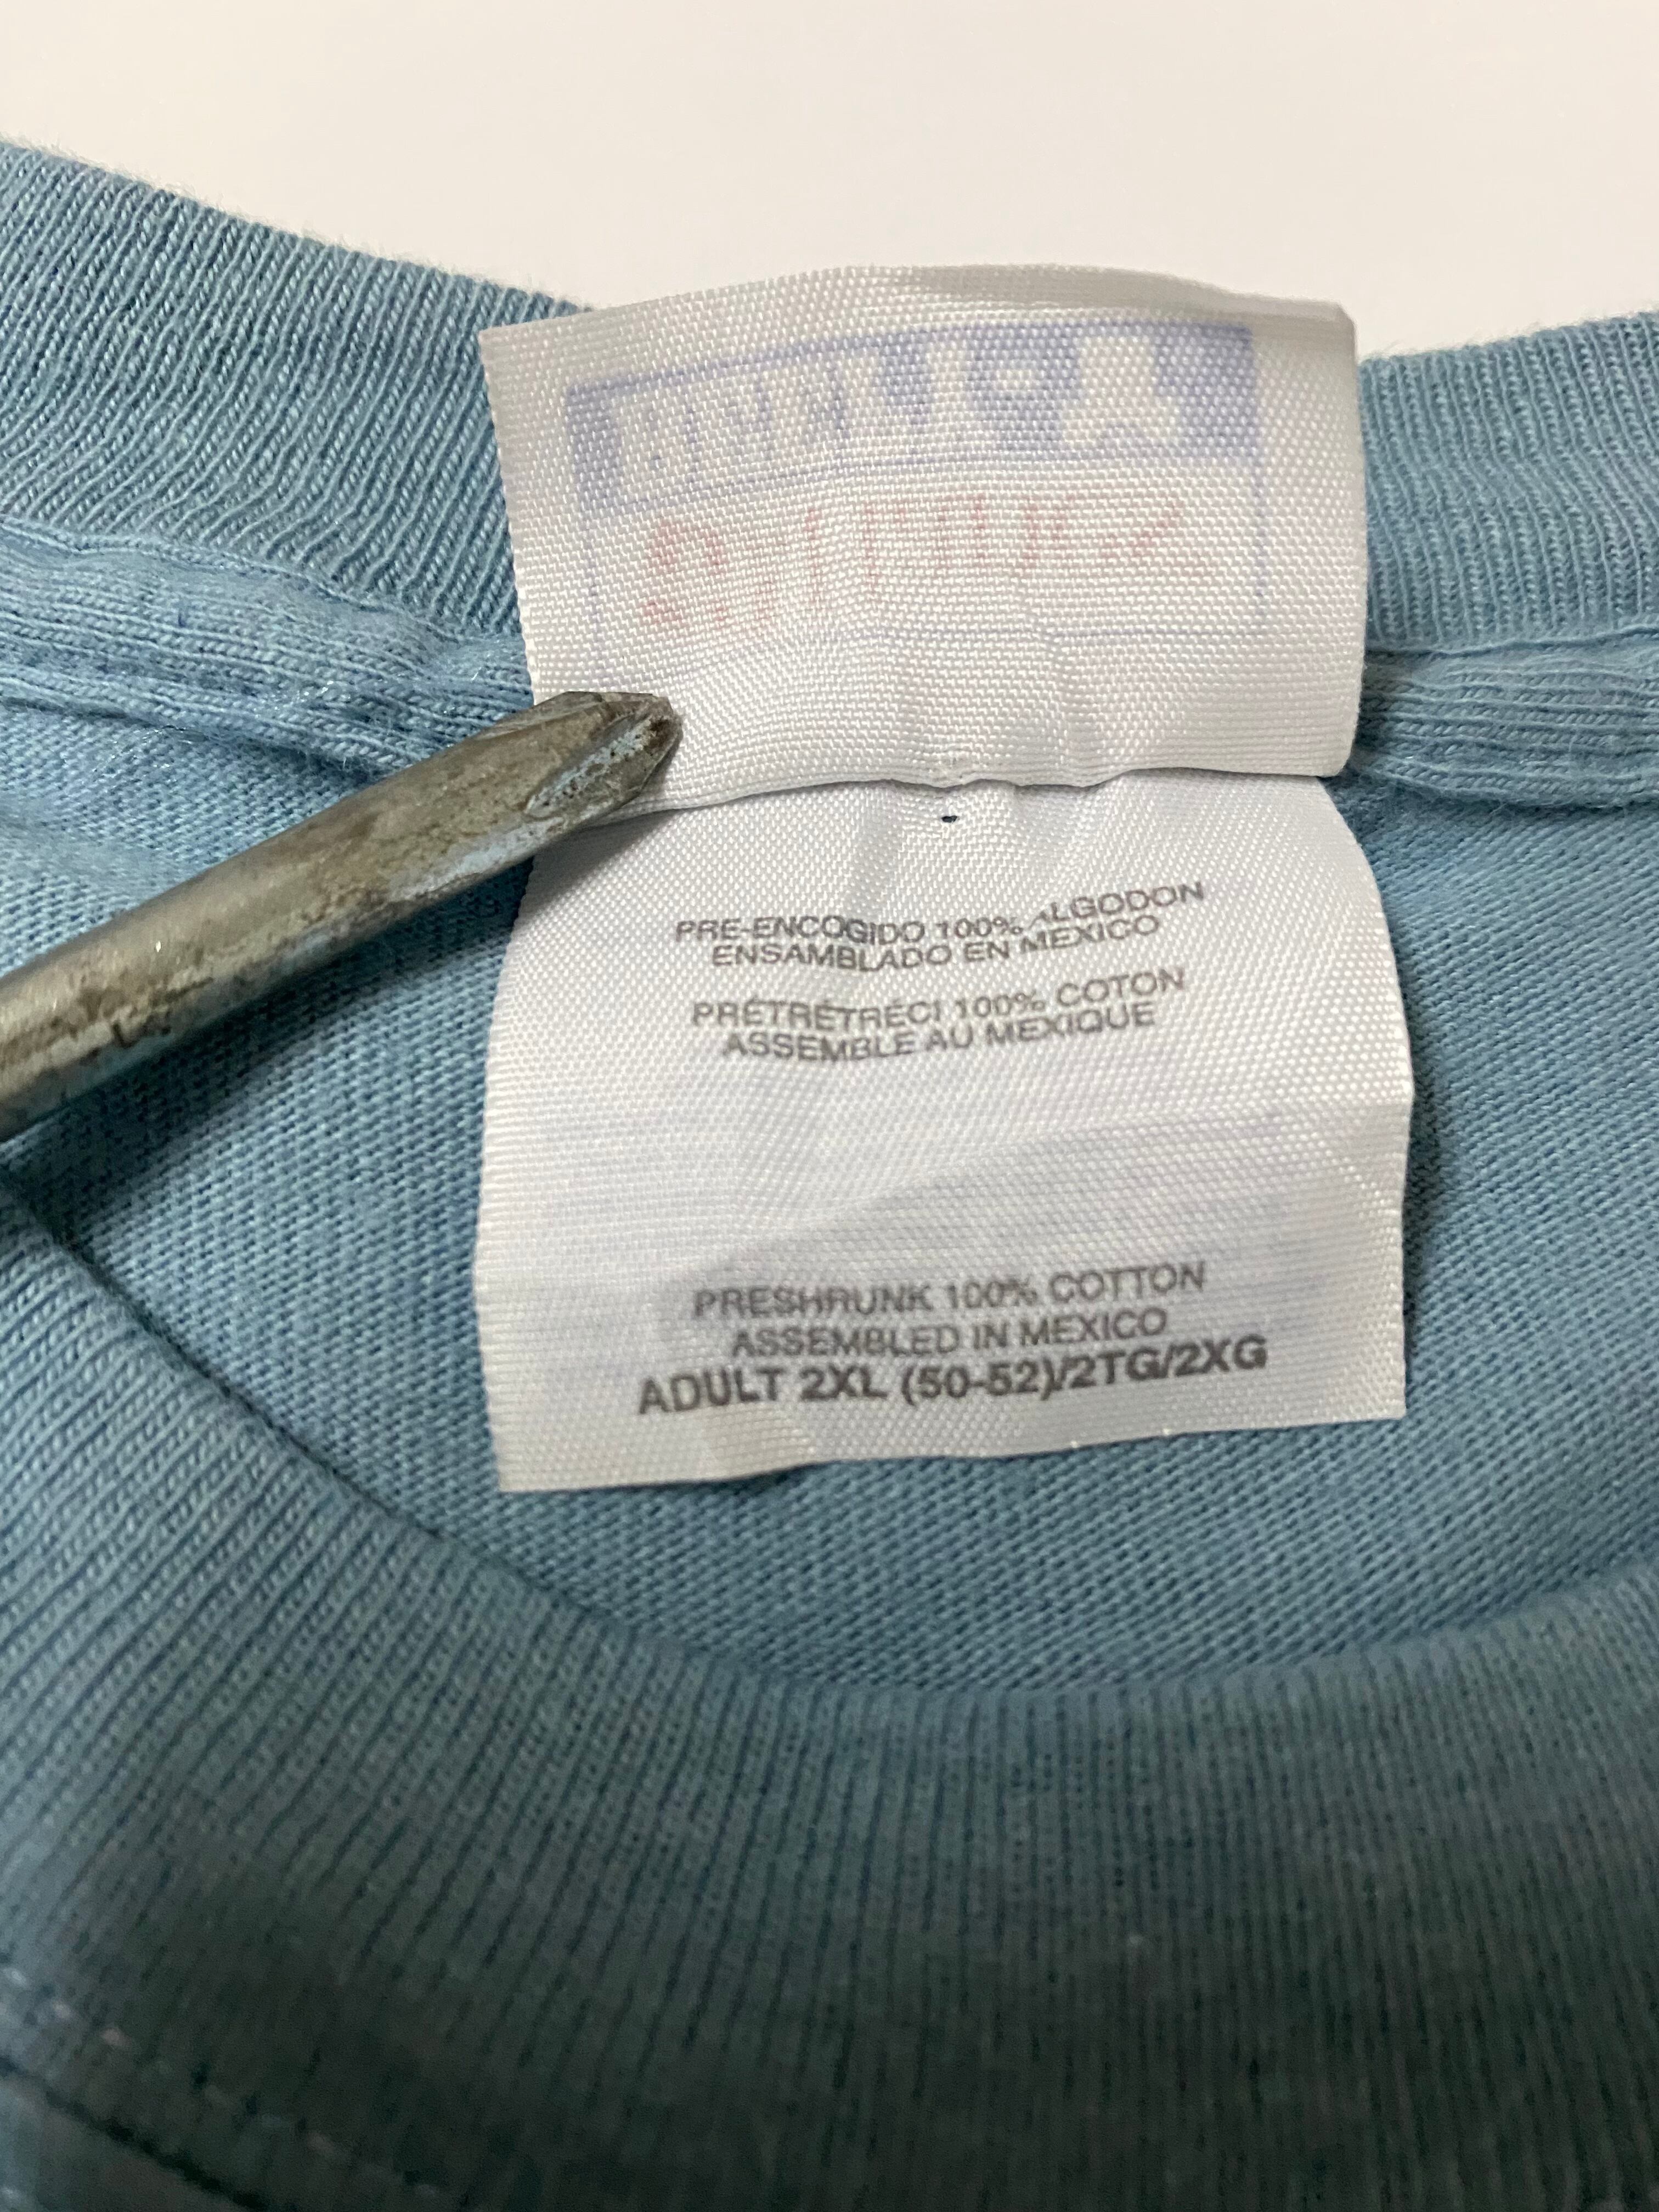 PRE-ENCOGIDO 100% ALGODON
ENSAMBLADO EN MEXICO
PRÉTRÉTRÉCI 100% COTON
ASSEMBLE AU MEXIQUE
PRESHRUNK 100% COTTON
ASSEMBLED IN MEXICO
ADULT 2XL (50-52)/2TG/2XG